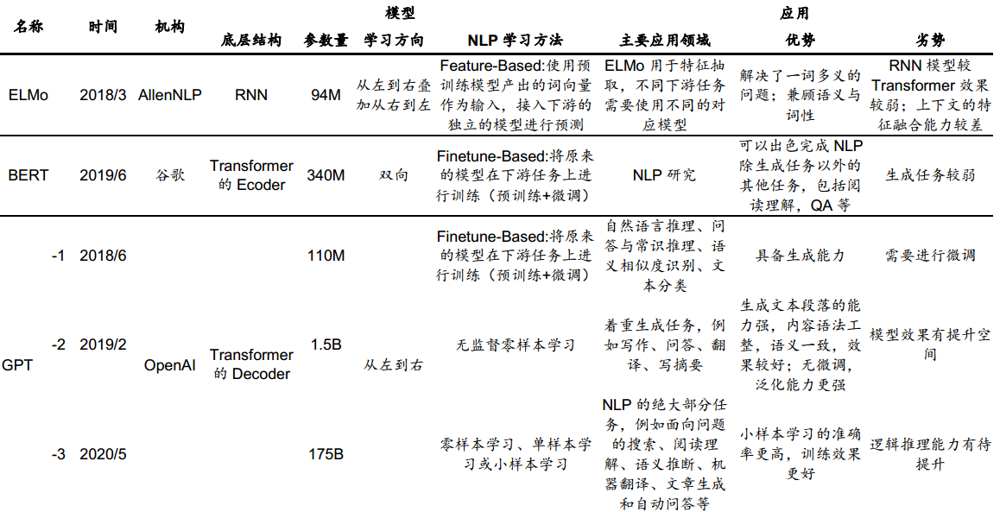 模型 应用
名称 时间 机构
底层结构 参数量 学习方向 NLP 学习方法 主要应用领域 优势 劣势
ELMo 2018/3 AllenNLP RNN 94M
从左到右叠
加从右到左
Feature-Based:使用预
训练模型产出的词向量
作为输入，接入下游的
独立的模型进行预测
ELMo 用于特征抽
取，不同下游任务
需要使用不同的对
应模型
解决了一词多义的
问题；兼顾语义与
词性
RNN 模型较
Transformer 效果
较弱；上下文的特
征融合能力较差
BERT 2019/6 谷歌
Transformer
的 Ecoder
340M 双向
Finetune-Based:将原来
的模型在下游任务上进
行训练（预训练+微调）
NLP 研究
可以出色完成 NLP
除生成任务以外的
其他任务，包括阅
读理解，QA 等
生成任务较弱
GPT
OpenAI
Transformer
的 Decoder
从左到右
-1 2018/6 110M
Finetune-Based:将原来
的模型在下游任务上进
行训练（预训练+微调）
自然语言推理、问
答与常识推理、语
义相似度识别、文
本分类
具备生成能力
需要进行微调
-2 2019/2 1.5B
无监督零样本学习
着重生成任务，例
如写作、问答、翻
译、写摘要
生成文本段落的能
力强，内容语法工
整，语义一致，效
果较好；无微调，
泛化能力更强
模型效果有提升空
间
-3 2020/5 175B
零样本学习、单样本学
习或小样本学习
NLP 的绝大部分任
务，例如面向问题
的搜索、阅读理
解、语义推断、机
器翻译、文章生成
和自动问答等
小样本学习的准确
率更高，训练效果
更好
逻辑推理能力有待
提升